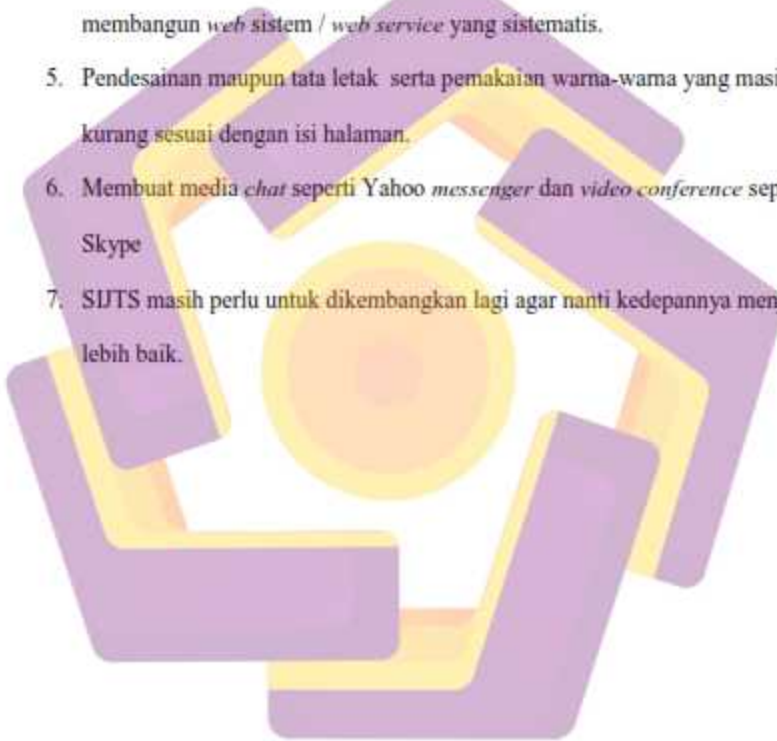 membangun web sistem / web service yang sistematis.
5. Pendesainan maupun tata letak serta pemakaian warna-warna yang masi
kurang sesuai dengan isi halaman.
6. Membuat media chat seperti Yahoo messenger dan video conference sep
Skype
7. SIJTS masih perlu untuk dikembangkan lagi agar nanti kedepannya men
lebih baik.